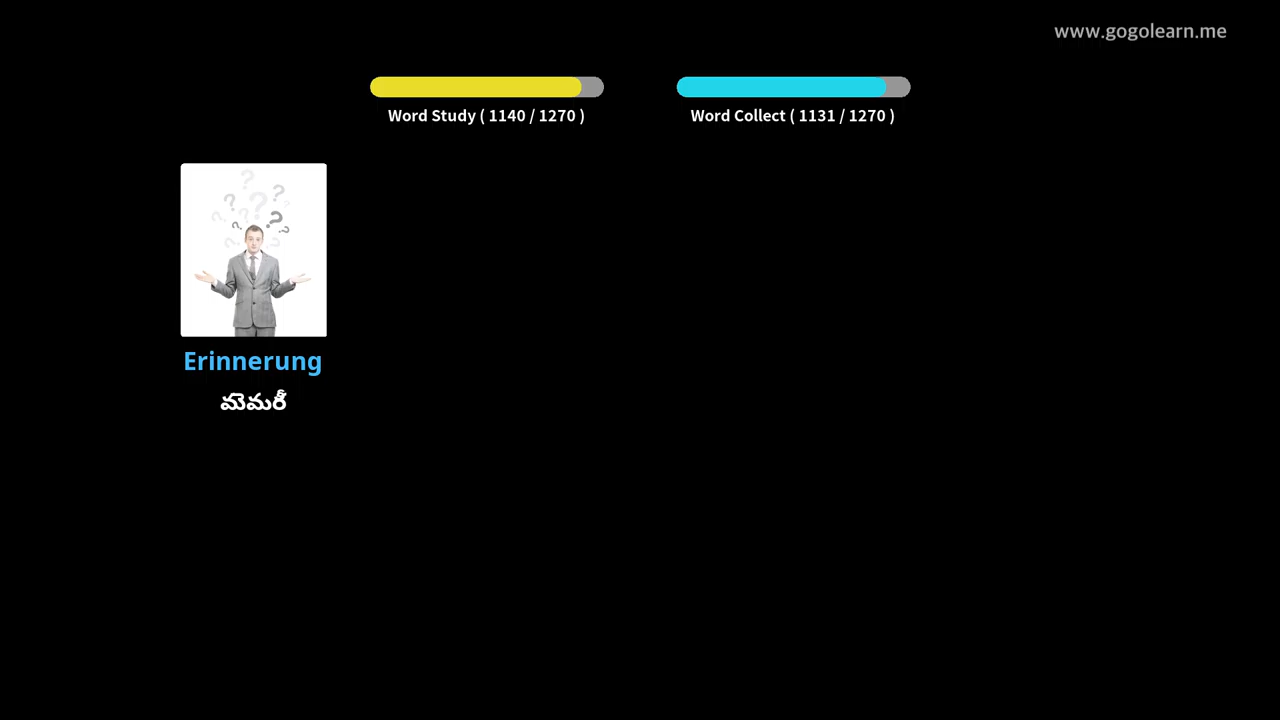 www.gogolearn.me
Word Study ( 1140 / 1270 )
Word Collect ( 1131 / 1270 )
Erinnerung
మెమరీ